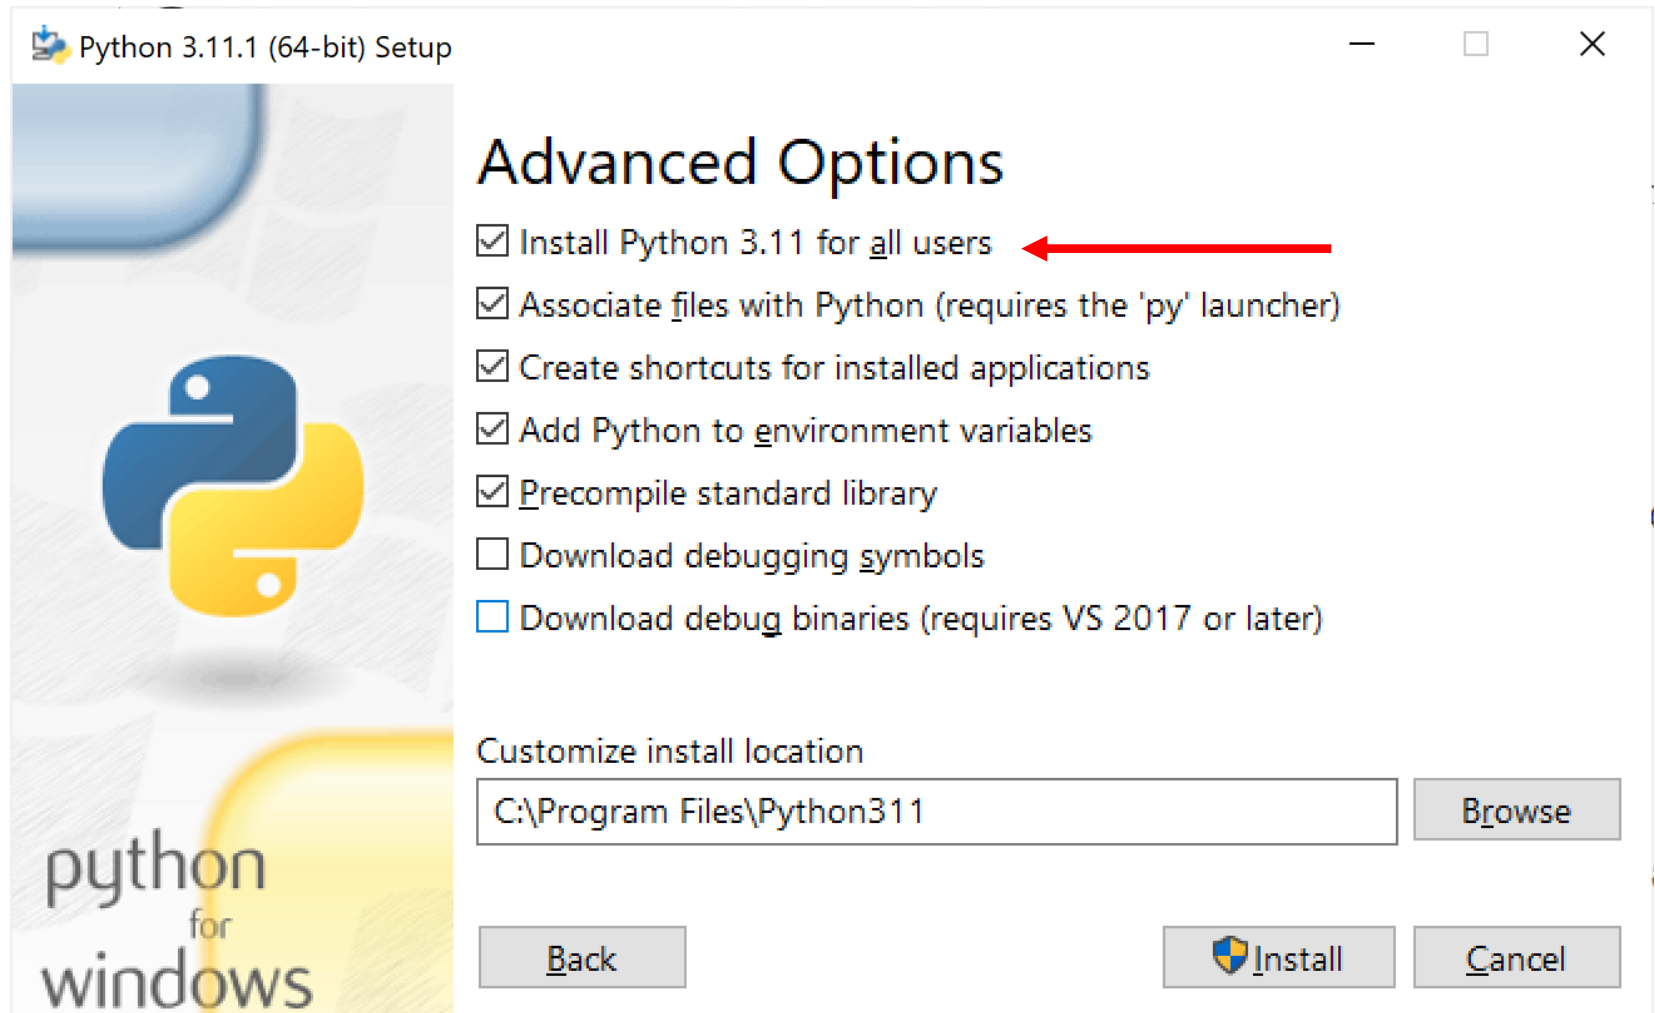 Python 3.11.1 (64-bit) Setup
Advanced Options
Install Python 3.11 for all users
Associate files with Python (requires the 'py' launcher)
Create shortcuts for installed applications
Add Python to environment variables
Precompile standard library
Download debugging symbols
Download debug binaries (requires VS 2017 or later)
Customize install location
C:\Program Files\Python311
Browse
python
for
windows
Back
Install
Cancel